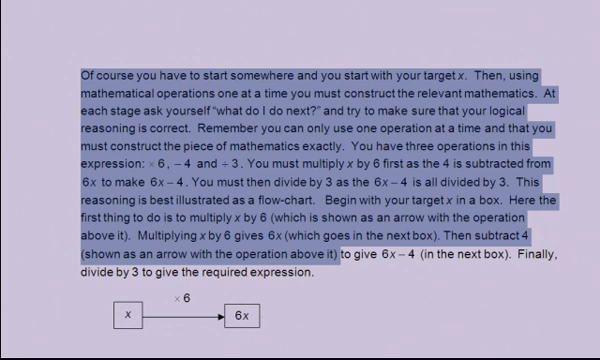 Of course you have to start somewhere and you start with your target x. Then, using
mathematical operations one at a time you must construct the relevant mathematics. At
each stage ask yourself "what do I do next?" and try to make sure that your logical
reasoning is correct. Remember you can only use one operation at a time and that you
must construct the piece of mathematics exactly. You have three operations in this
expression: × 6, − 4 and ÷ 3. You must multiply x by 6 first as the 4 is subtracted from
6x to make 6x − 4. You must then divide by 3 as the 6x − 4 is all divided by 3. This
reasoning is best illustrated as a flow-chart. Begin with your target x in a box. Here the
first thing to do is to multiply x by 6 (which is shown as an arrow with the operation
above it). Multiplying x by 6 gives 6x (which goes in the next box). Then subtract 4
(shown as an arrow with the operation above it) to give 6x − 4 (in the next box). Finally,
divide by 3 to give the required expression.
× 6
x 6x